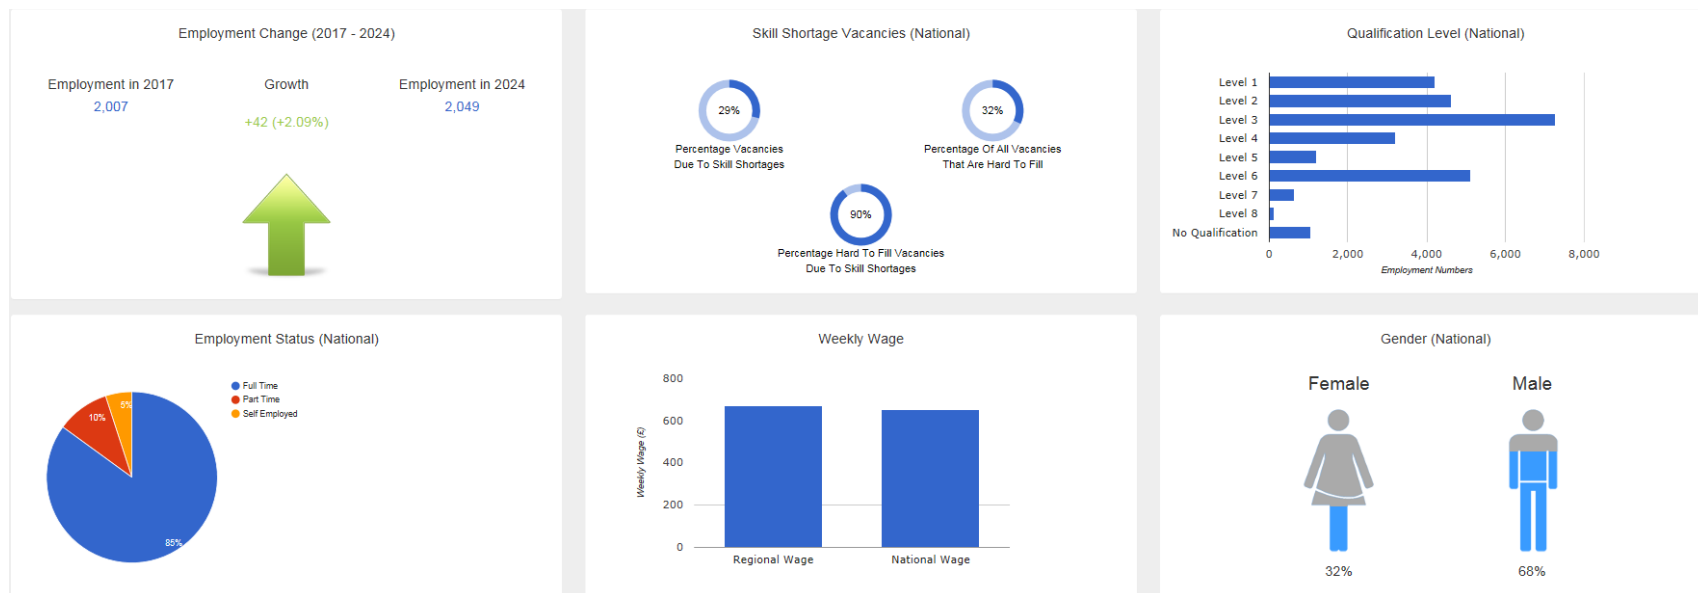 Employment Change (2017 - 2024)
Employment in 2017
2,007
Growth
+42 (+2.09%)
Employment in 2024
2,049
Skill Shortage Vacancies (National)
29%
Percentage Vacancies
Due To Skill Shortages
32%
Percentage Of All Vacancies
That Are Hard To Fill
90%
Percentage Hard To Fill Vacancies
Due To Skill Shortages
Qualification Level (National)
Level 1
Level 2
Level 3
Level 4
Level 5
Level 6
Level 7
Level 8
No Qualification
0 2,000 4,000 6,000 8,000
Employment Numbers
Employment Status (National)
Full Time
Part Time
Self Employed
5%
10%
85%
Weekly Wage
800
600
400
200
0
Weekly Wage (£)
Regional Wage National Wage
Gender (National)
Female Male
32% 68%